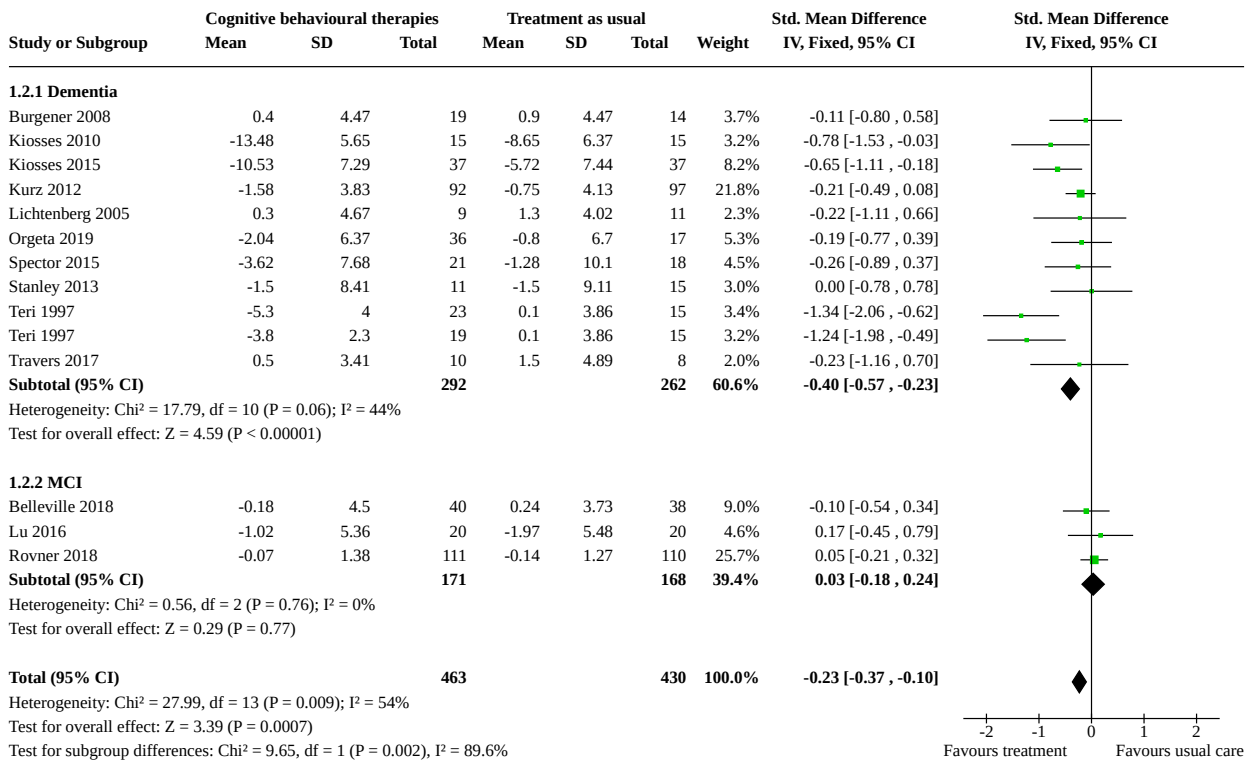 Cognitive behavioural therapies Treatment as usual Std. Mean Difference Std. Mean Difference
Study or Subgroup Mean SD Total Mean SD Total Weight IV, Fixed, 95% CI IV, Fixed, 95% CI
1.2.1 Dementia
Burgener 2008 0.4 4.47 19 0.9 4.47 14 3.7% -0.11 [-0.80 , 0.58]
Kiosses 2010 -13.48 5.65 15 -8.65 6.37 15 3.2% -0.78 [-1.53 , -0.03]
Kiosses 2015 -10.53 7.29 37 -5.72 7.44 37 8.2% -0.65 [-1.11 , -0.18]
Kurz 2012 -1.58 3.83 92 -0.75 4.13 97 21.8% -0.21 [-0.49 , 0.08]
Lichtenberg 2005 0.3 4.67 9 1.3 4.02 11 2.3% -0.22 [-1.11 , 0.66]
Orgeta 2019 -2.04 6.37 36 -0.8 6.7 17 5.3% -0.19 [-0.77 , 0.39]
Spector 2015 -3.62 7.68 21 -1.28 10.1 18 4.5% -0.26 [-0.89 , 0.37]
Stanley 2013 -1.5 8.41 11 -1.5 9.11 15 3.0% 0.00 [-0.78 , 0.78]
Teri 1997 -5.3 4 23 0.1 3.86 15 3.4% -1.34 [-2.06 , -0.62]
Teri 1997 -3.8 2.3 19 0.1 3.86 15 3.2% -1.24 [-1.98 , -0.49]
Travers 2017 0.5 3.41 10 1.5 4.89 8 2.0% -0.23 [-1.16 , 0.70]
Subtotal (95% CI) 292 262 60.6% -0.40 [-0.57 , -0.23]
Heterogeneity: Chi² = 17.79, df = 10 (P = 0.06); I² = 44%
Test for overall effect: Z = 4.59 (P < 0.00001)
1.2.2 MCI
Belleville 2018 -0.18 4.5 40 0.24 3.73 38 9.0% -0.10 [-0.54 , 0.34]
Lu 2016 -1.02 5.36 20 -1.97 5.48 20 4.6% 0.17 [-0.45 , 0.79]
Rovner 2018 -0.07 1.38 111 -0.14 1.27 110 25.7% 0.05 [-0.21 , 0.32]
Subtotal (95% CI) 171 168 39.4% 0.03 [-0.18 , 0.24]
Heterogeneity: Chi² = 0.56, df = 2 (P = 0.76); I² = 0%
Test for overall effect: Z = 0.29 (P = 0.77)
Total (95% CI) 463 430 100.0% -0.23 [-0.37 , -0.10]
Heterogeneity: Chi² = 27.99, df = 13 (P = 0.009); I² = 54%
Test for overall effect: Z = 3.39 (P = 0.0007)
-2 -1 0 1 2
Test for subgroup differences: Chi² = 9.65, df = 1 (P = 0.002), I² = 89.6% Favours treatment Favours usual care